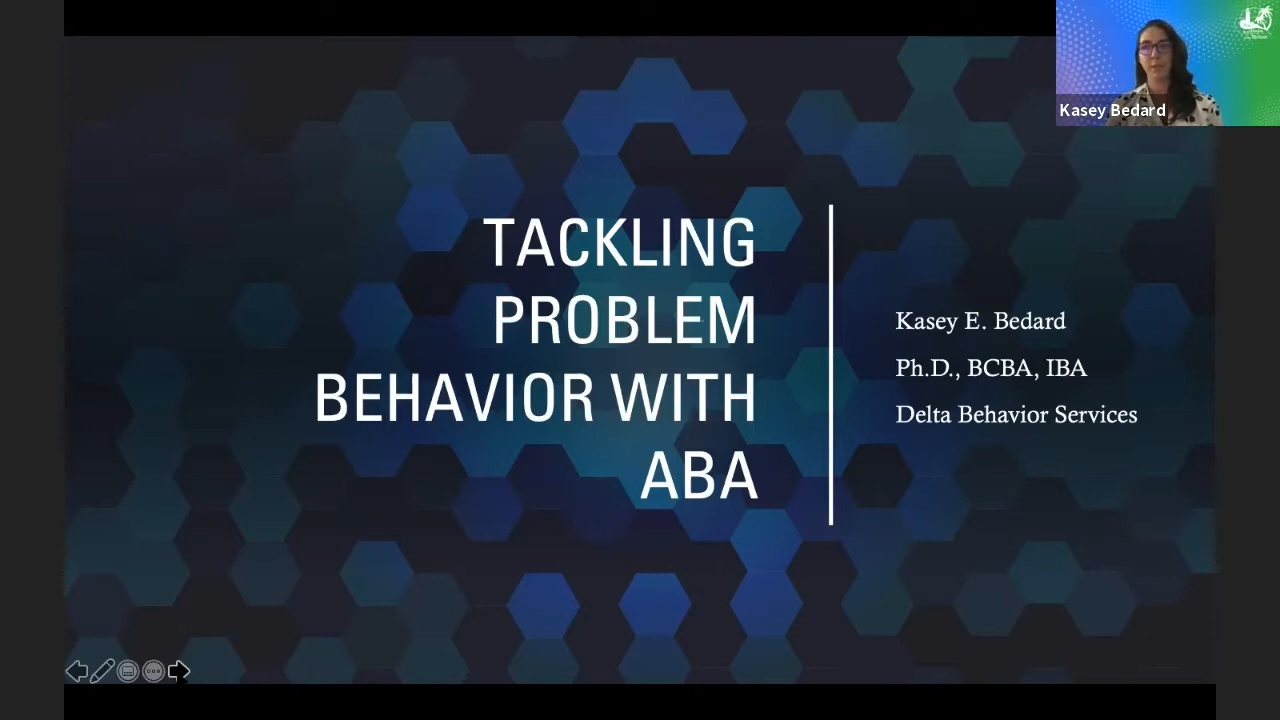 Kasey Bedard
TACKLING
PROBLEM
BEHAVIOR WITH
ABA
Kasey E. Bedard
Ph.D., BCBA, IBA
Delta Behavior Services